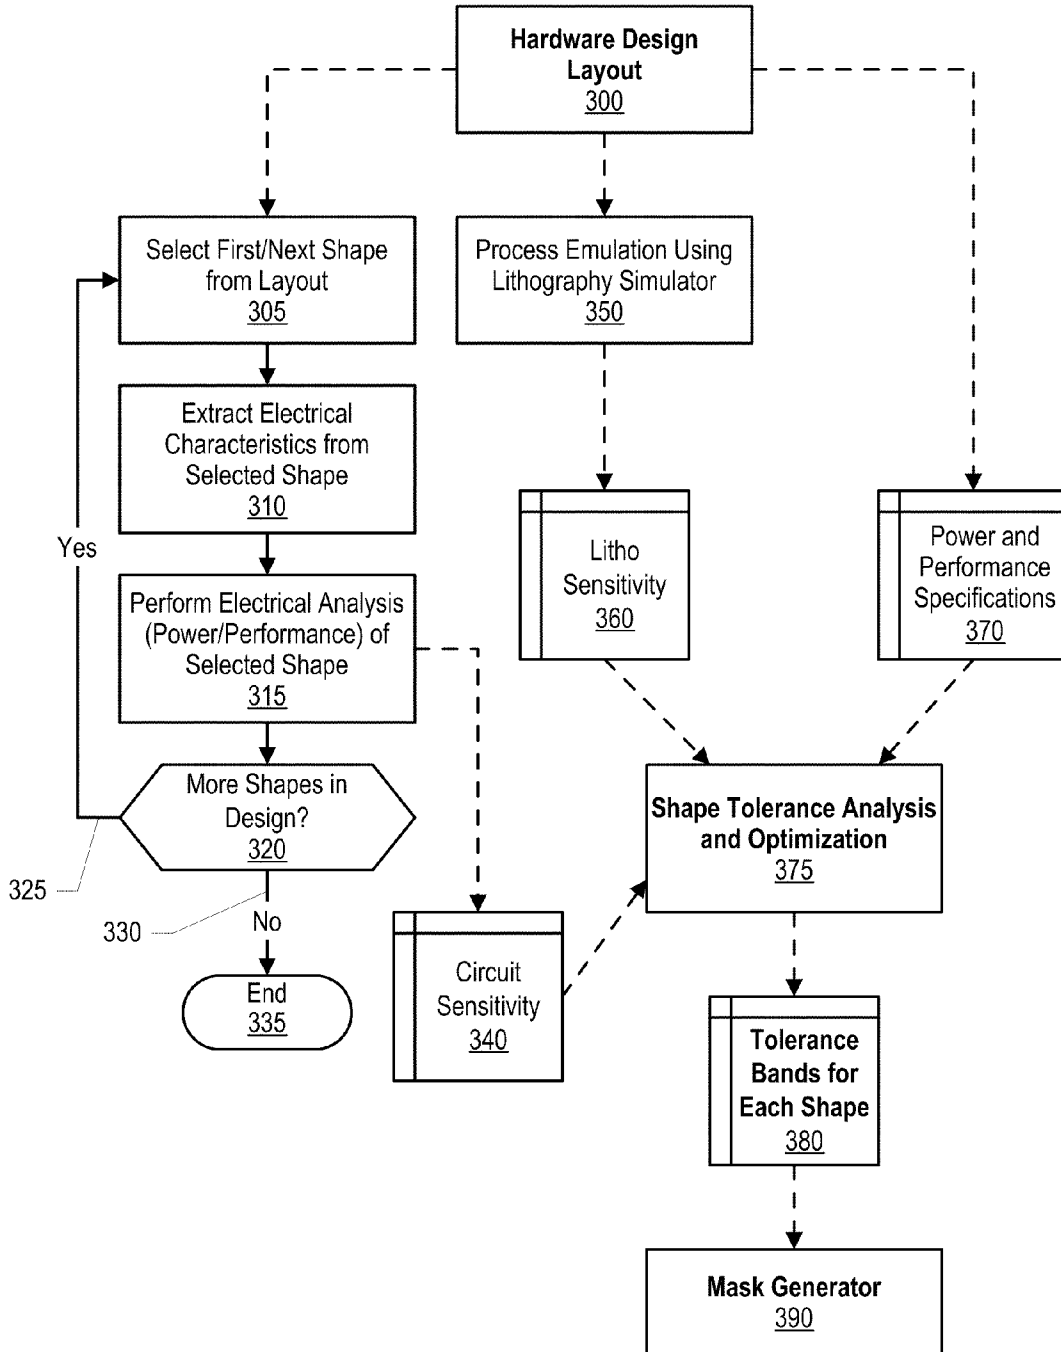 Hardware Design
Layout
300
Select First/Next Shape
from Layout
305
Process Emulation Using
Lithography Simulator
350
Extract Electrical
Characteristics from
Selected Shape
310
Yes
Perform Electrical Analysis
(Power/Performance) of
Selected Shape
315
Litho
Sensitivity
360
Power and
Performance
Specifications
370
More Shapes in
Design?
320
325
330
No
End
335
Circuit
Sensitivity
340
Shape Tolerance Analysis
and Optimization
375
Tolerance
Bands for
Each Shape
380
Mask Generator
390